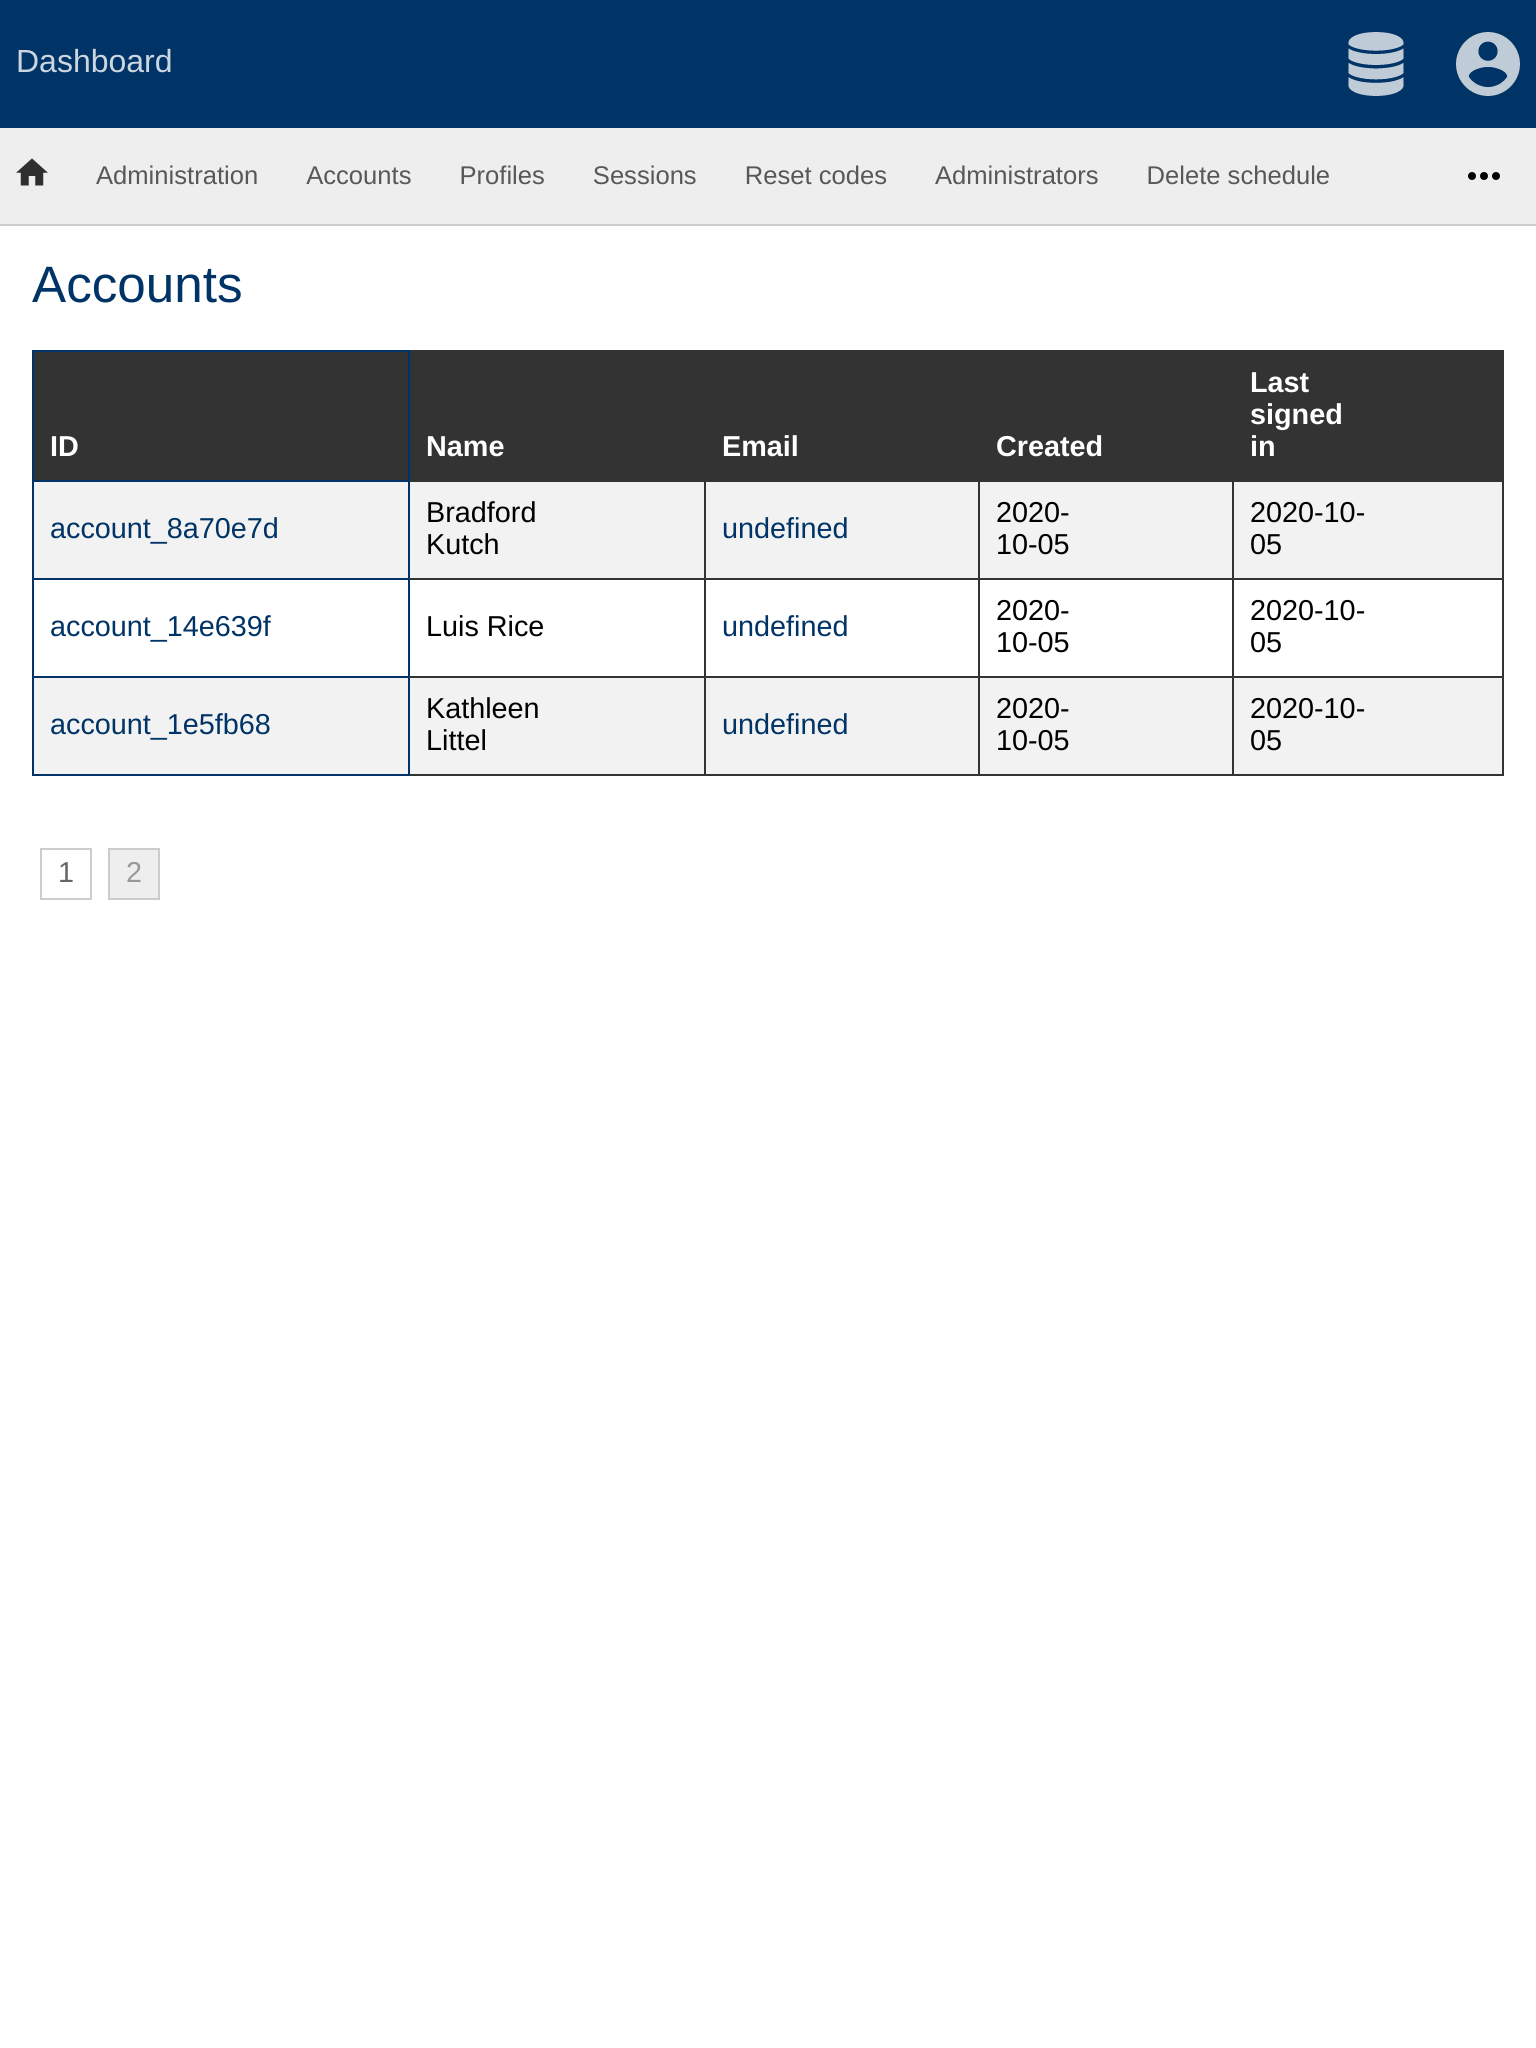 Dashboard
Administration Accounts Profiles Sessions Reset codes Administrators Delete schedule
Accounts
ID Name Email Created Last signed in
account_8a70e7d Bradford Kutch undefined 2020-10-05 2020-10-05
account_14e639f Luis Rice undefined 2020-10-05 2020-10-05
account_1e5fb68 Kathleen Littel undefined 2020-10-05 2020-10-05
1 2